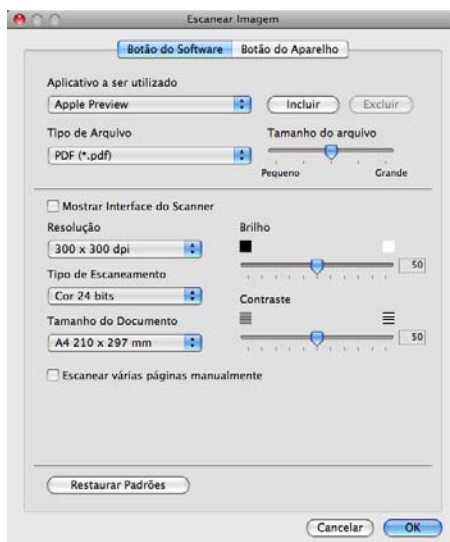 Escanear Imagem
Botão do Software Botão do Aparelho
Aplicativo a ser utilizado
Apple Preview Incluir Excluir
Tipo de Arquivo Tamanho do arquivo
PDF (*.pdf)
Pequeno Grande
Mostrar Interface do Scanner
Resolução Brilho
300 x 300 dpi
50
Tipo de Escaneamento
Cor 24 bits
Contraste
Tamanho do Documento
A4 210 x 297 mm 50
Escanear várias páginas manualmente
Restaurar Padrões
Cancelar OK